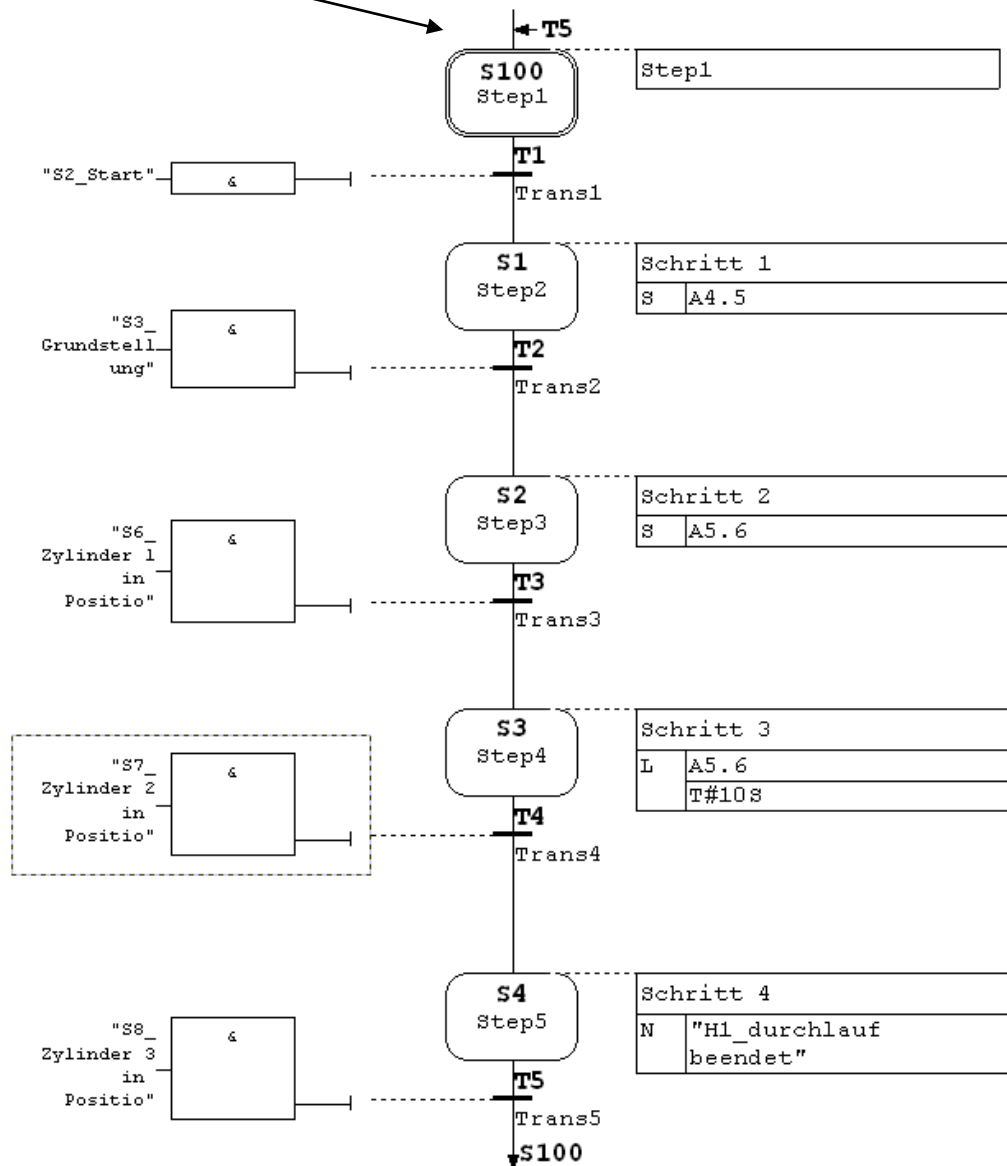 T5
S100
Step1
Step1
T1
"S2_Start"
&
Trans1
S1
Step2
Schritt 1
S A4.5
"S3_
Grundstell
ung"
&
T2
Trans2
S2
Step3
Schritt 2
S A5.6
"S6_
Zylinder 1
in
Positio"
&
T3
Trans3
S3
Step4
Schritt 3
L A5.6
T#10S
"S7_
Zylinder 2
in
Positio"
&
T4
Trans4
S4
Step5
Schritt 4
N "H1_durchlauf
beendet"
"S8_
Zylinder 3
in
Positio"
&
T5
Trans5
S100